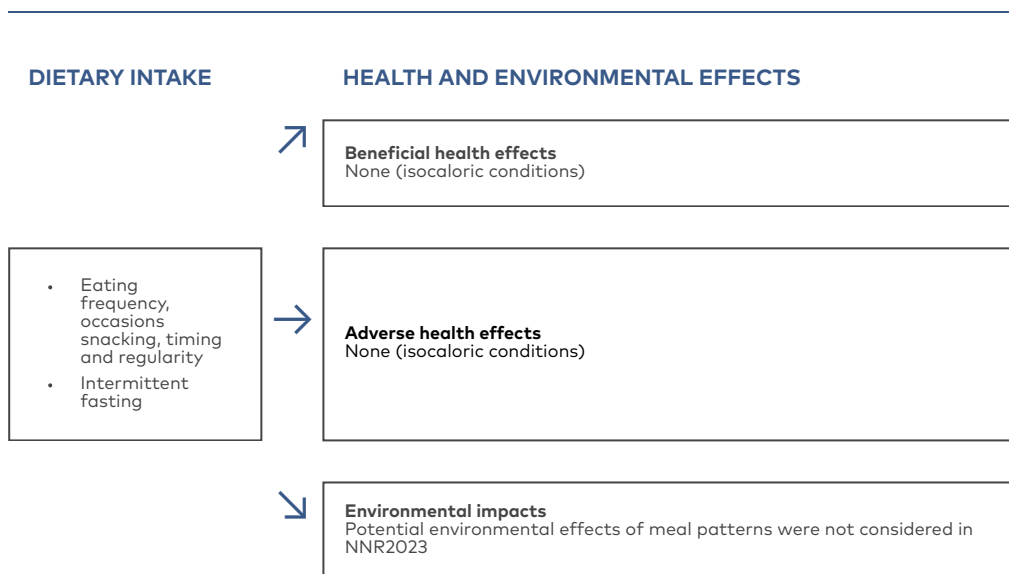 DIETARY INTAKE
HEALTH AND ENVIRONMENTAL EFFECTS
Beneficial health effects
None (isocaloric conditions)
• Eating
frequency,
occasions
snacking, timing
and regularity
• Intermittent
fasting
Adverse health effects
None (isocaloric conditions)
Environmental impacts
Potential environmental effects of meal patterns were not considered in
NNR2023